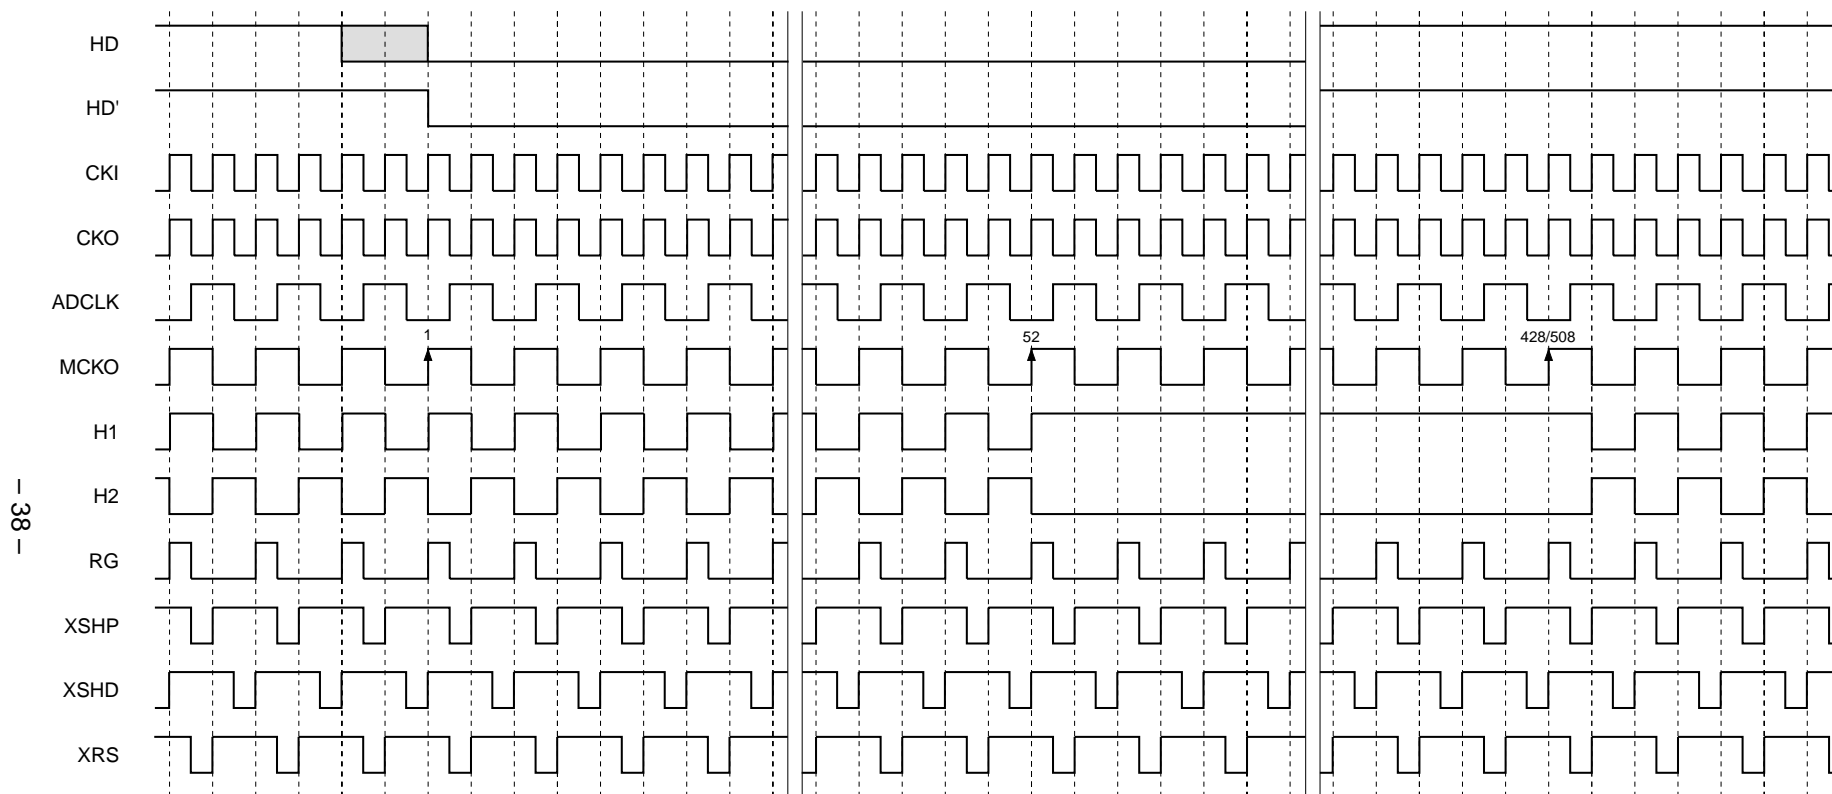 HD
HD'
CKI
CKO
ADCLK
1
52
428/508
MCKO
H1
H2
RG
XSHP
XSHD
XRS
– 38 –